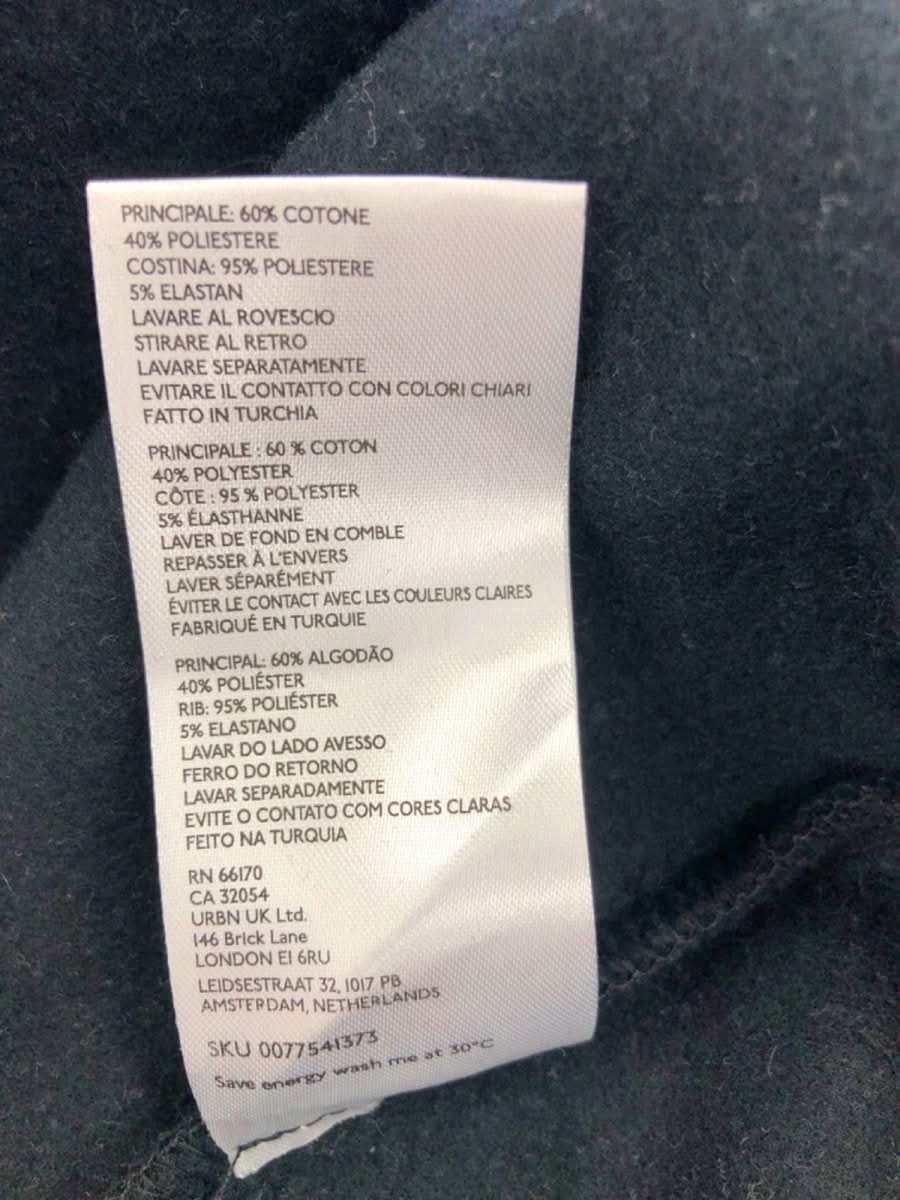 PRINCIPALE: 60% COTONE
40% POLIESTERE
COSTINA: 95% POLIESTERE
5% ELASTAN
LAVARE AL ROVESCIO
STIRARE AL RETRO
LAVARE SEPARATAMENTE
EVITARE IL CONTATTO CON COLORI CHIARI
FATTO IN TURCHIA
PRINCIPALE : 60 % COTON
40% POLYESTER
CÔTE : 95 % POLYESTER
5% ÉLASTHANNE
LAVER DE FOND EN COMBLE
REPASSER À L'ENVERS
LAVER SÉPARÉMENT
ÉVITER LE CONTACT AVEC LES COULEURS CLAIRES
FABRIQUÉ EN TURQUIE
PRINCIPAL: 60% ALGODÃO
40% POLIÉSTER
RIB: 95% POLIÉSTER
5% ELASTANO
LAVAR DO LADO AVESSO
FERRO DO RETORNO
LAVAR SEPARADAMENTE
EVITE O CONTATO COM CORES CLARAS
FEITO NA TURQUIA
RN 66170
CA 32054
URBN UK Ltd.
146 Brick Lane
LONDON E1 6RU
LEIDSESTRAAT 32, 1017 PB
AMSTERDAM, NETHERLANDS
SKU 0077541373
Save energy wash me at 30°C